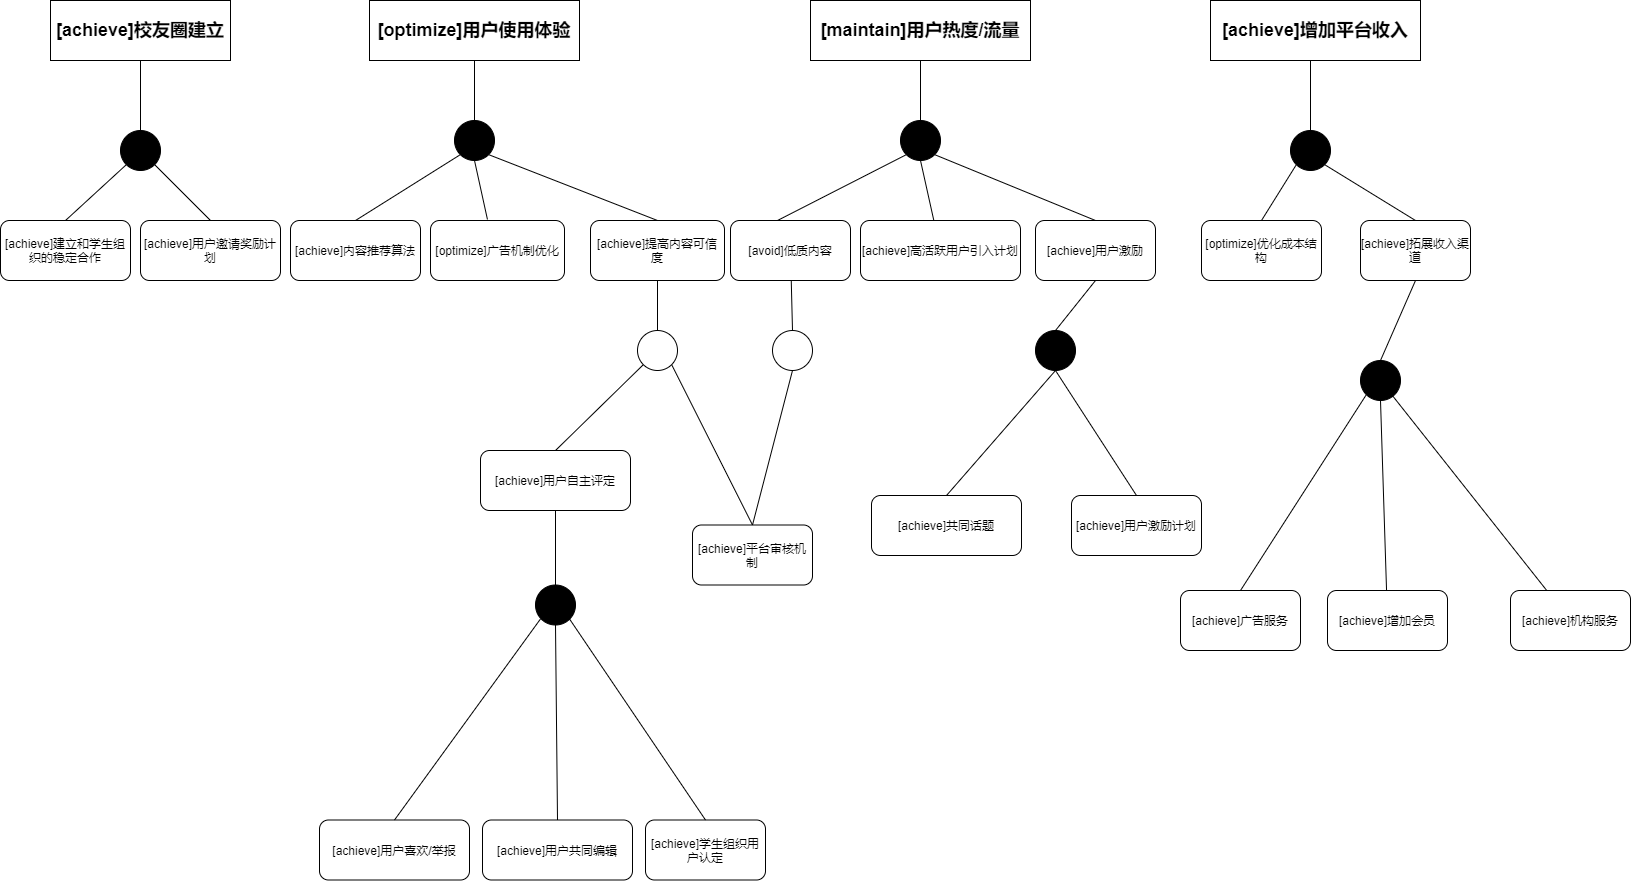 [achieve]校友圈建立
[optimize]用户使用体验
[maintain]用户热度/流量
[achieve]增加平台收入
[achieve]建立和学生组
织的稳定合作
[achieve]用户邀请奖励计
划
[achieve]内容推荐算法
[optimize]广告机制优化
[achieve]提高内容可信
度
[avoid]低质内容
[achieve]高活跃用户引入计划
[achieve]用户激励
[optimize]优化成本结
构
[achieve]拓展收入渠
道
[achieve]用户自主评定
[achieve]平台审核机
制
[achieve]共同话题
[achieve]用户激励计划
[achieve]广告服务
[achieve]增加会员
[achieve]机构服务
[achieve]用户喜欢/举报
[achieve]用户共同编辑
[achieve]学生组织用
户认定